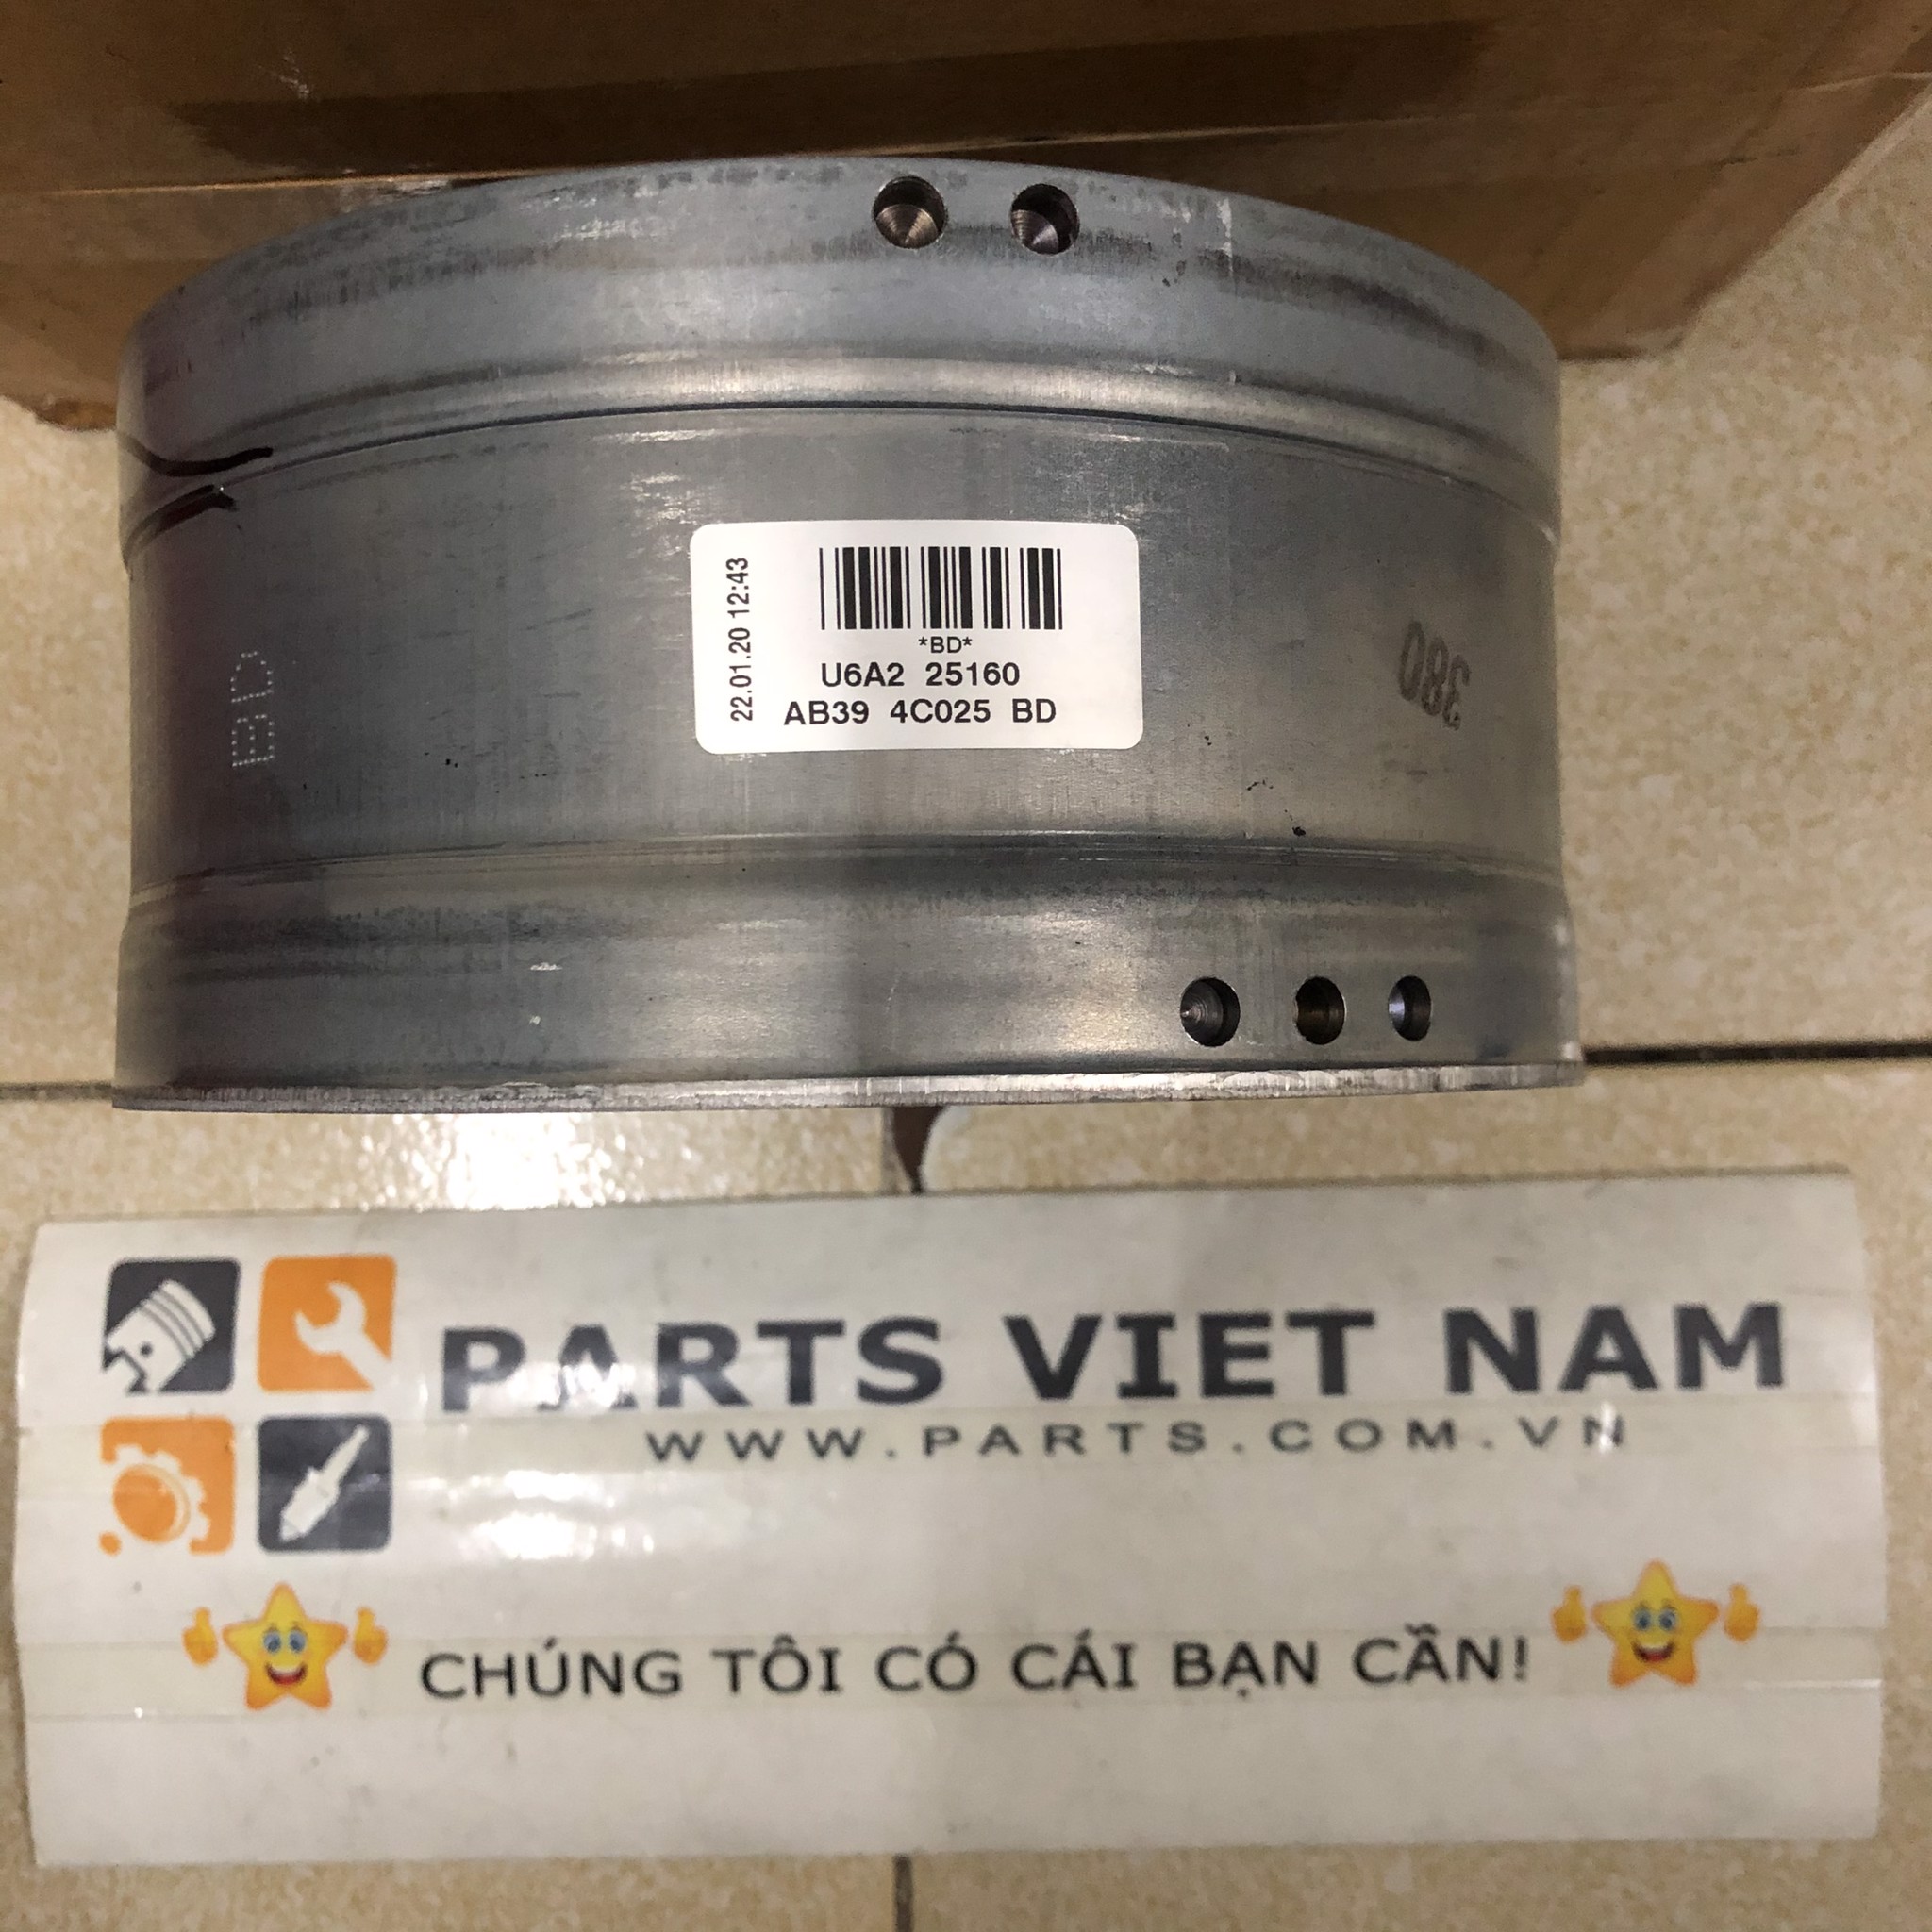 22.01.20 12:43
*BD*
U6A2 25160
AB39 4C025 BD
BD
380
PARTS VIET NAM
WWW.PARTS.COM.VN
CHÚNG TÔI CÓ CÁI BẠN CẦN!